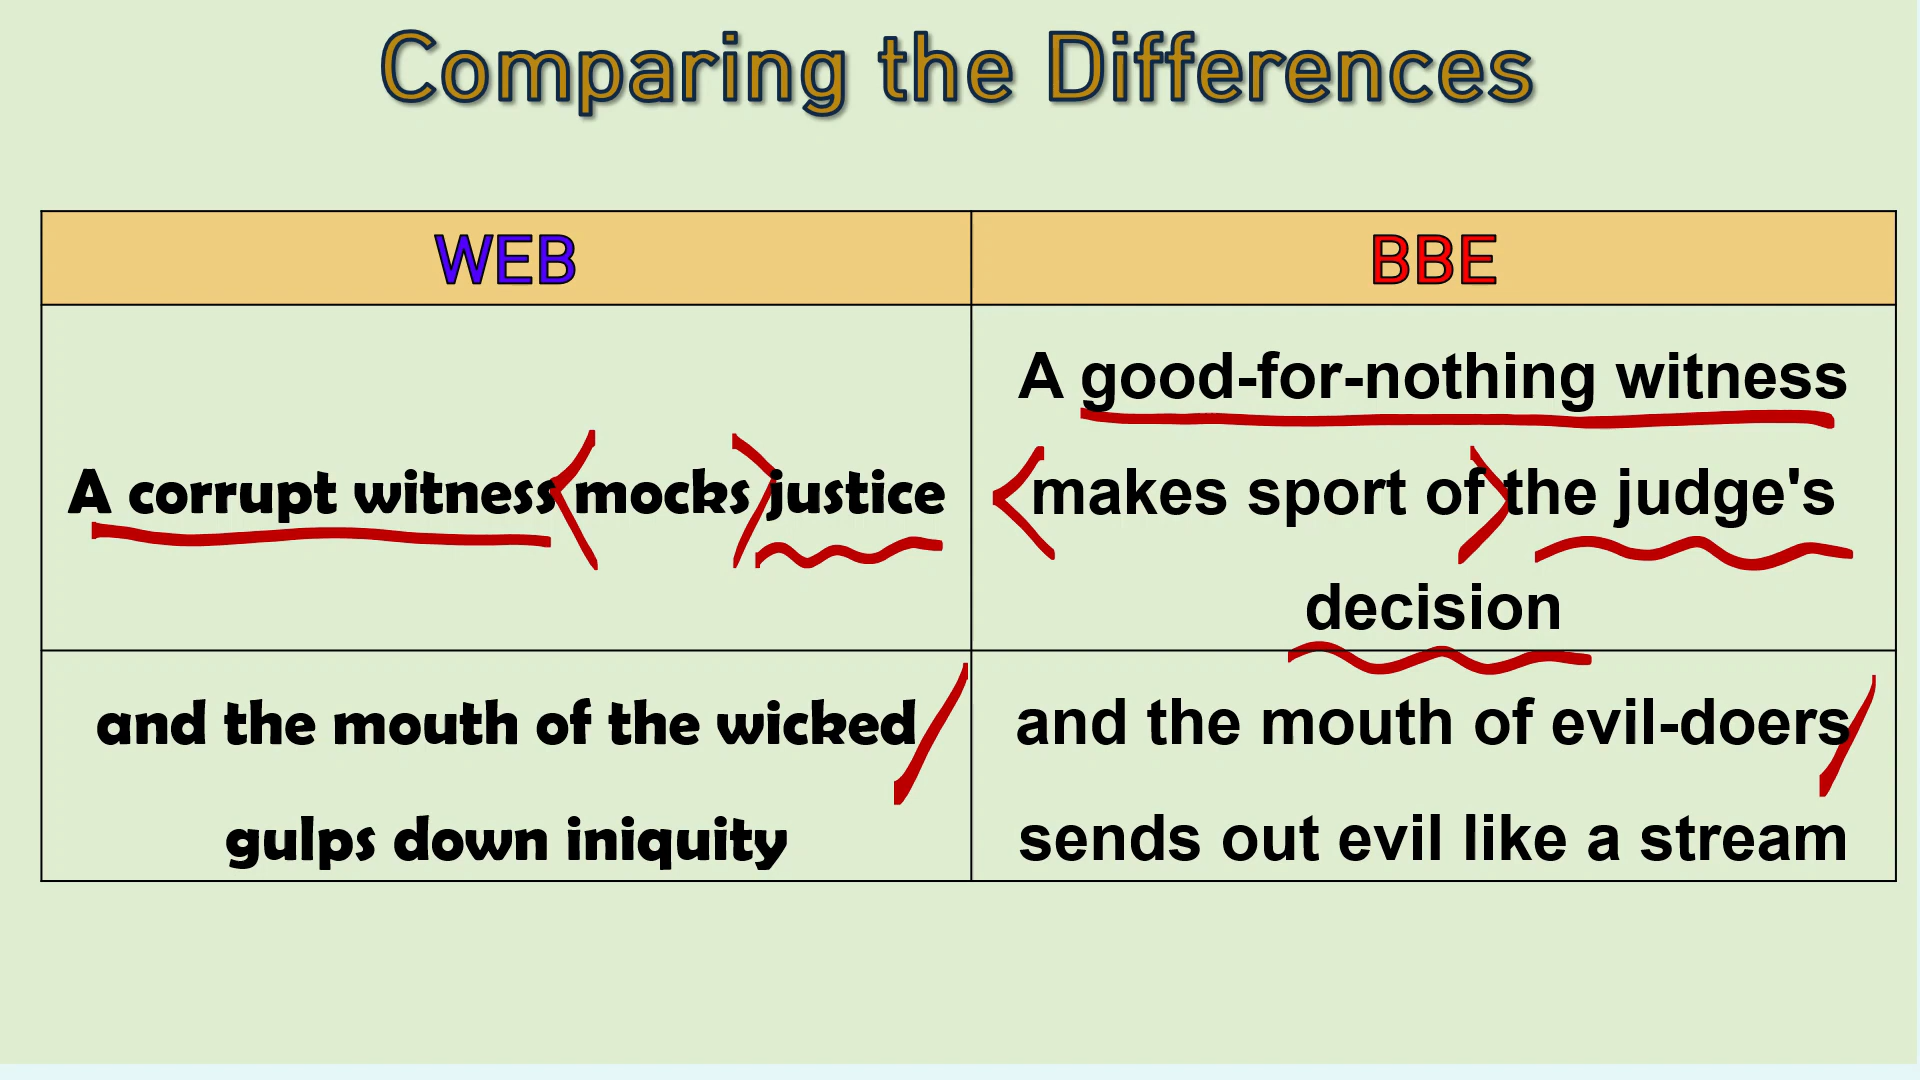 Comparing the Differences
WEB
BBE
A corrupt witness mocks justice
A good-for-nothing witness
makes sport of the judge's
decision
and the mouth of the wicked
gulps down iniquity
and the mouth of evil-doers
sends out evil like a stream